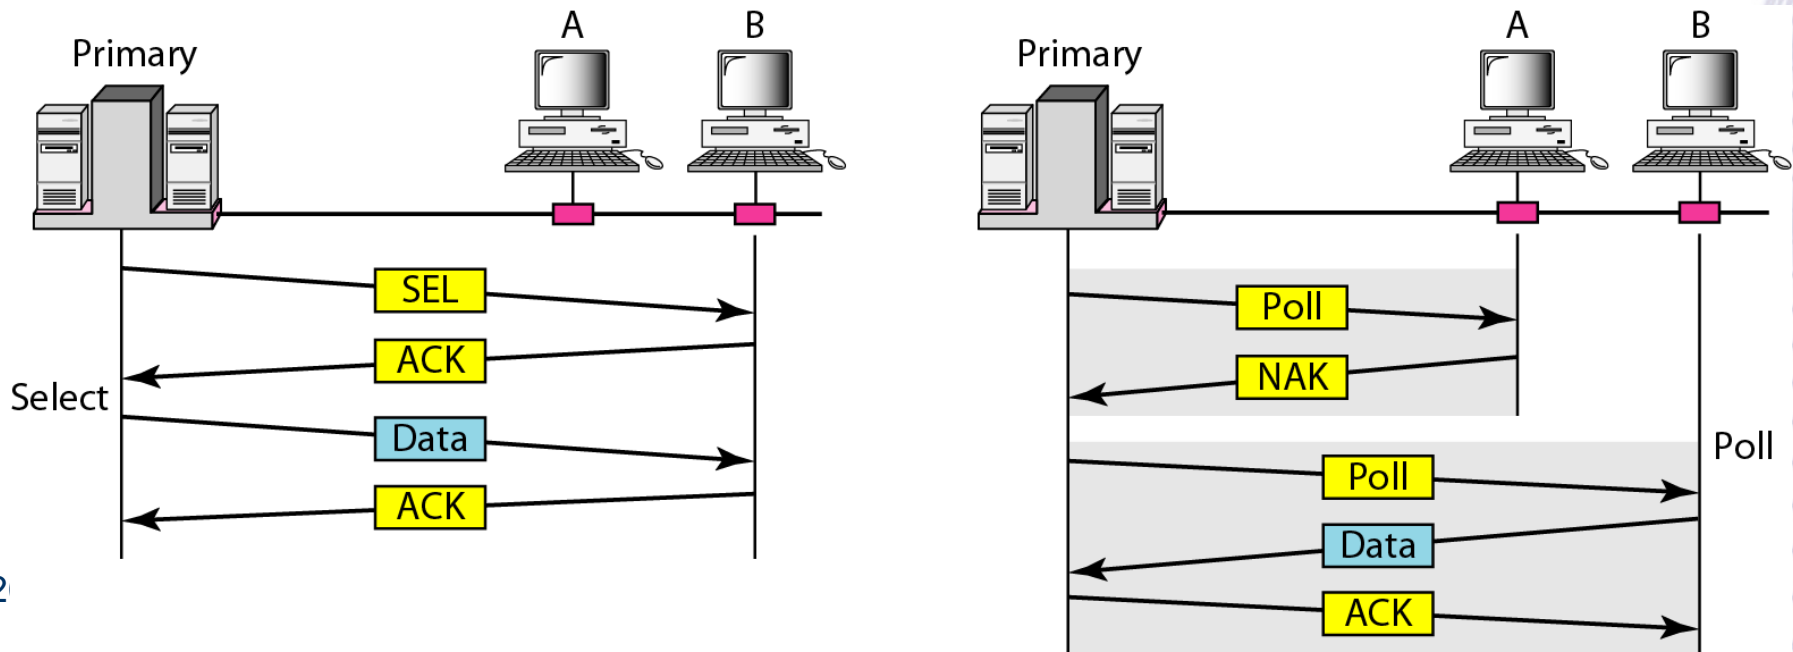 A
B
Primary
SEL
ACK
Select
Data
ACK
A
B
Primary
Poll
NAK
Poll
Poll
Data
ACK